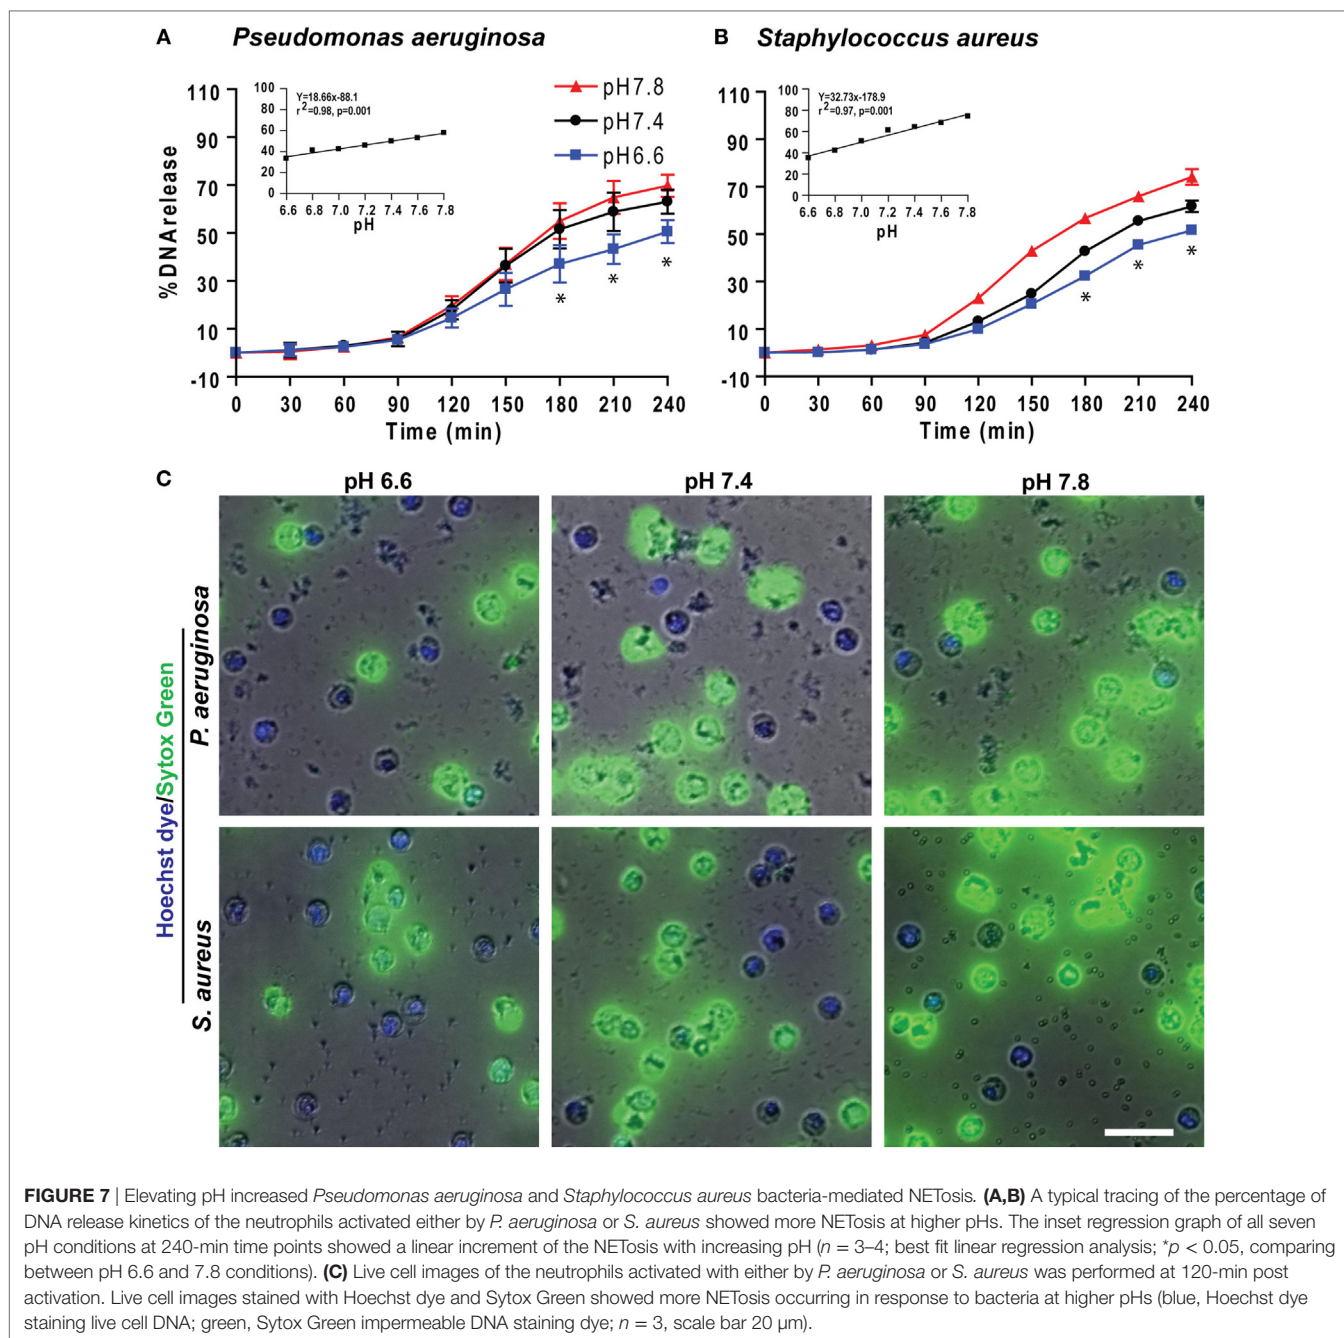 A Pseudomonas aeruginosa
110
90
70
50
30
10
-10
%DNArelease
100
80
60
40
20
0
Y=18.66x-88.1
r²=0.98, p=0.001
6.6 6.8 7.0 7.2 7.4 7.6 7.8
pH
pH7.8
pH7.4
pH6.6
*
*
*
0 30 60 90 120 150 180 210 240
Time (min)
B Staphylococcus aureus
110
90
70
50
30
10
-10
100
80
60
40
20
0
Y=32.73x-178.9
r²=0.97, p=0.001
6.6 6.8 7.0 7.2 7.4 7.6 7.8
pH
*
*
*
0 30 60 90 120 150 180 210 240
Time (min)
C
pH 6.6 pH 7.4 pH 7.8
Hoechst dye/Sytox Green
P. aeruginosa
S. aureus
FIGURE 7 | Elevating pH increased Pseudomonas aeruginosa and Staphylococcus aureus bacteria-mediated NETosis. (A,B) A typical tracing of the percentage of
DNA release kinetics of the neutrophils activated either by P. aeruginosa or S. aureus showed more NETosis at higher pHs. The inset regression graph of all seven
pH conditions at 240-min time points showed a linear increment of the NETosis with increasing pH (n = 3–4; best fit linear regression analysis; *p < 0.05, comparing
between pH 6.6 and 7.8 conditions). (C) Live cell images of the neutrophils activated with either by P. aeruginosa or S. aureus was performed at 120-min post
activation. Live cell images stained with Hoechst dye and Sytox Green showed more NETosis occurring in response to bacteria at higher pHs (blue, Hoechst dye
staining live cell DNA; green, Sytox Green impermeable DNA staining dye; n = 3, scale bar 20 µm).